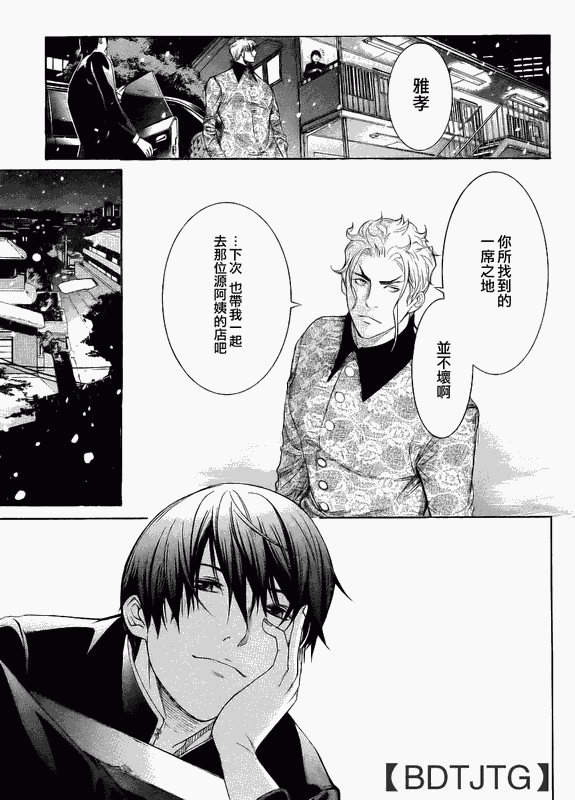 雅孝
你所找到的
一席之地
並不壞啊
…下次 也帶我一起
去那位源阿姨的店吧
【BDTJTG】